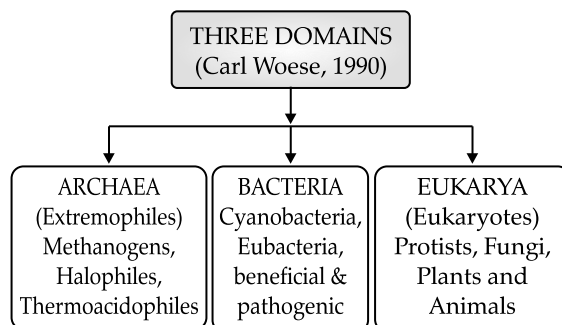 THREE DOMAINS
(Carl Woese, 1990)
ARCHAEA
(Extremophiles)
Methanogens,
Halophiles,
Thermoacidophiles
BACTERIA
Cyanobacteria,
Eubacteria,
beneficial &
pathogenic
EUKARYA
(Eukaryotes)
Protists, Fungi,
Plants and
Animals